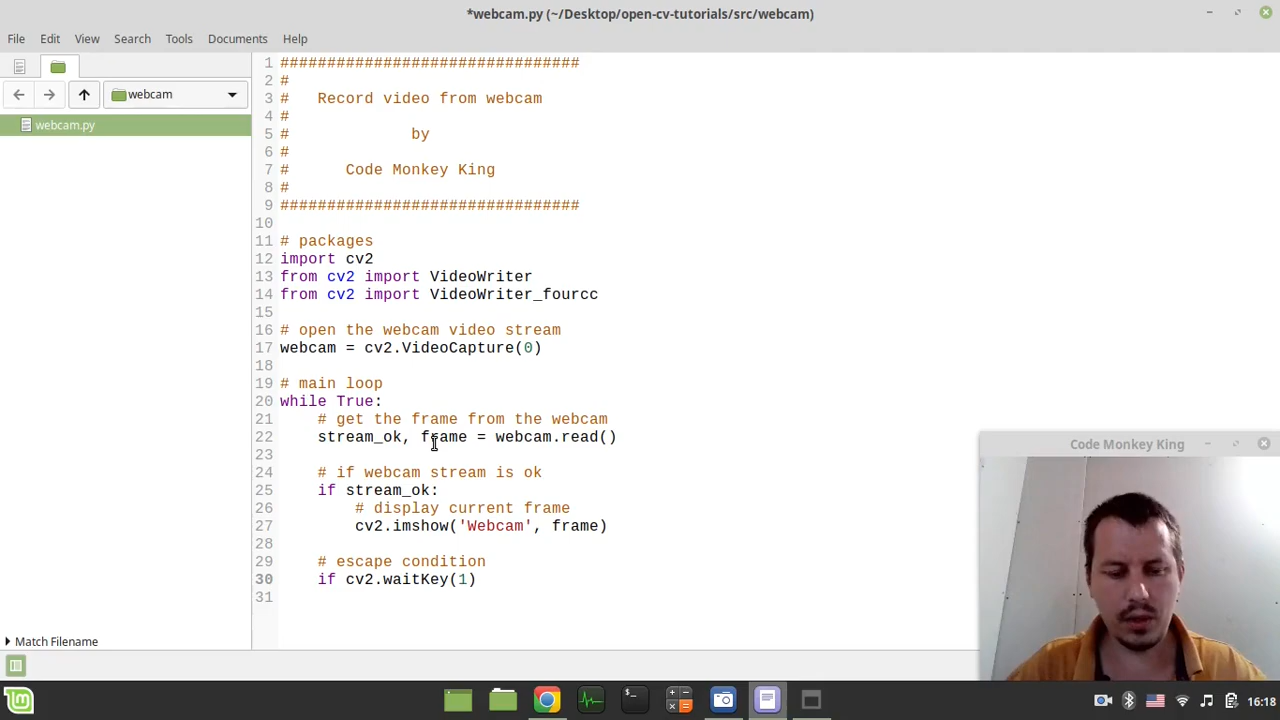 *webcam.py (~/Desktop/open-cv-tutorials/src/webcam)
File Edit View Search Tools Documents Help
webcam
webcam.py
Match Filename
1 ################################
2 #
3 #   Record video from webcam
4 #
5 #             by
6 #
7 #      Code Monkey King
8 #
9 ################################
10
11 # packages
12 import cv2
13 from cv2 import VideoWriter
14 from cv2 import VideoWriter_fourcc
15
16 # open the webcam video stream
17 webcam = cv2.VideoCapture(0)
18
19 # main loop
20 while True:
21     # get the frame from the webcam
22     stream_ok, frame = webcam.read()
23
24     # if webcam stream is ok
25     if stream_ok:
26         # display current frame
27         cv2.imshow('Webcam', frame)
28
29     # escape condition
30     if cv2.waitKey(1)
31
Code Monkey King
16:18